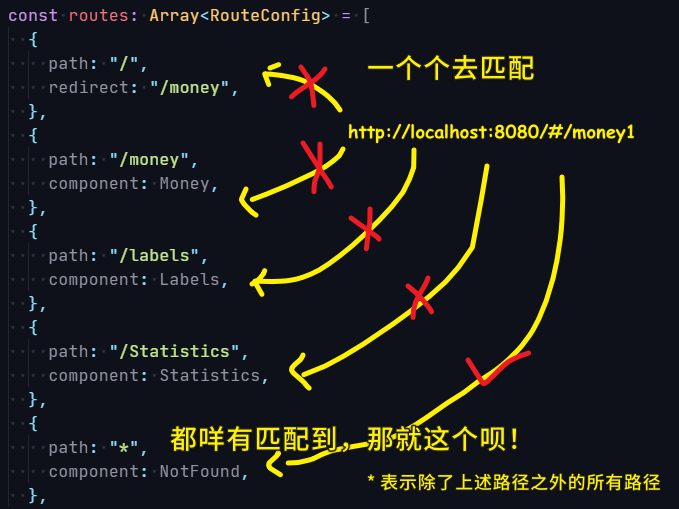 const routes: Array<RouteConfig> = [
{
path: "/",
redirect: "/money",
},
{
path: "/money",
component: Money,
},
{
path: "/labels",
component: Labels,
},
{
path: "/Statistics",
component: Statistics,
},
{
path: "*",
component: NotFound,
},
一个个去匹配
http://localhost:8080/#/money1
都咩有匹配到，那就这个呗！
* 表示除了上述路径之外的所有路径